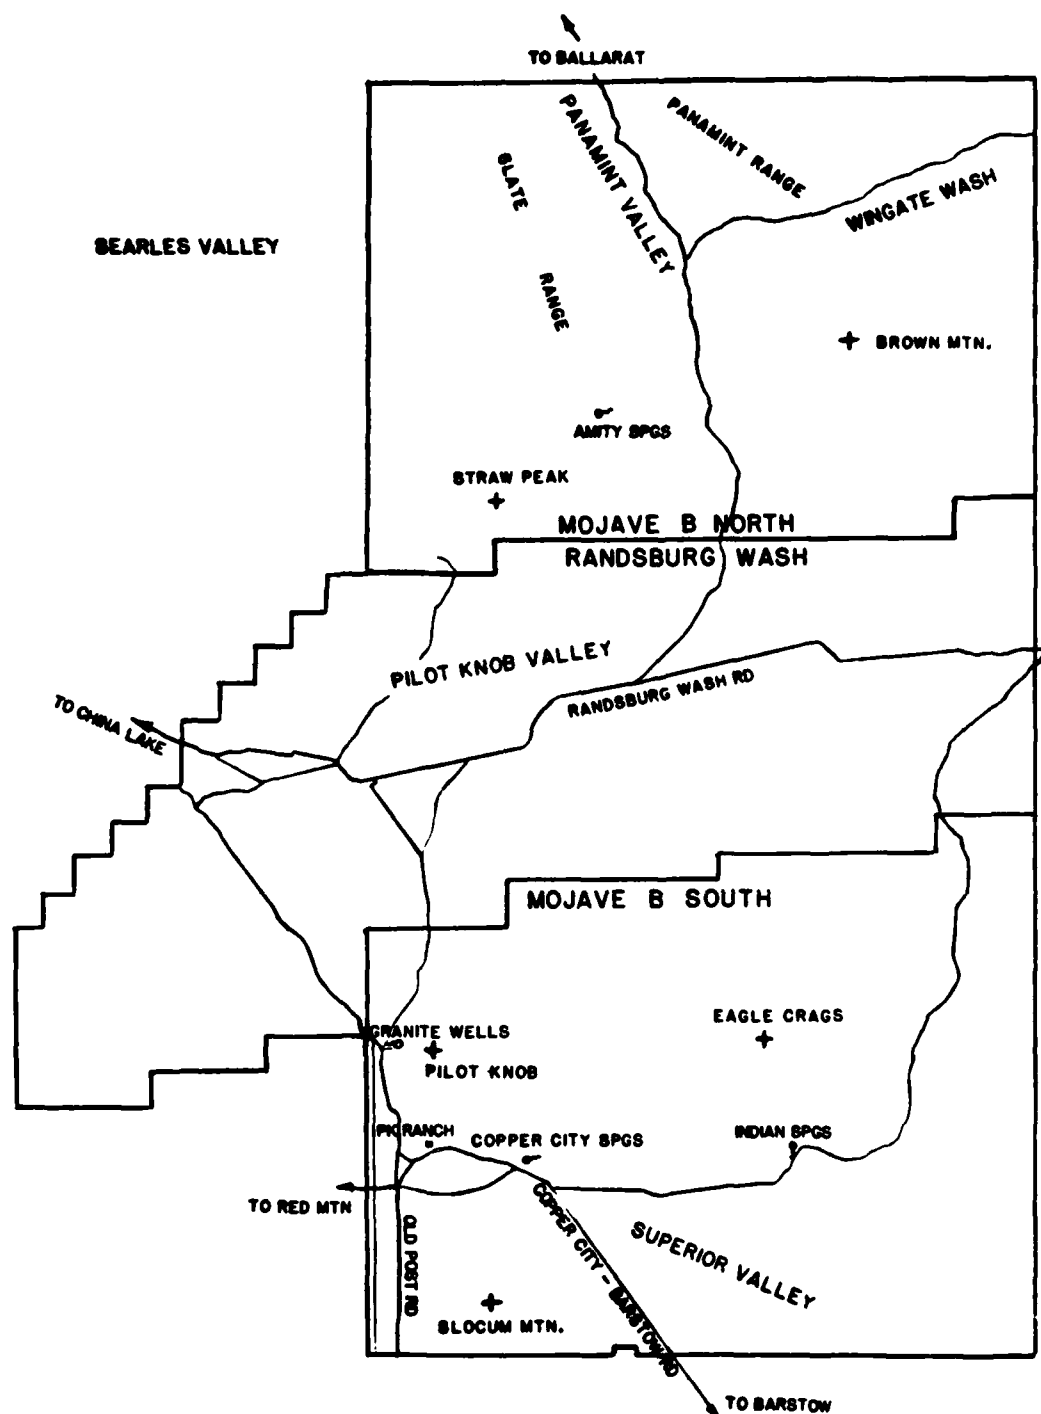 TO BALLARAT
PANAMINT VALLEY
PANAMINT RANGE
SLATE
RANGE
WINGATE WASH
SEARLES VALLEY
BROWN MTN.
AMITY SPGS
STRAW PEAK
MOJAVE B NORTH
RANDSBURG WASH
PILOT KNOB VALLEY
RANDSBURG WASH RD
TO CHINA LAKE
MOJAVE B SOUTH
GRANITE WELLS
EAGLE CRAGS
PILOT KNOB
PK RANCH
COPPER CITY SPGS
INDIAN SPGS
TO RED MTN
OLD POST RD
COPPER CITY - BARSTOW RD
SUPERIOR VALLEY
SLOCUM MTN.
TO BARSTOW